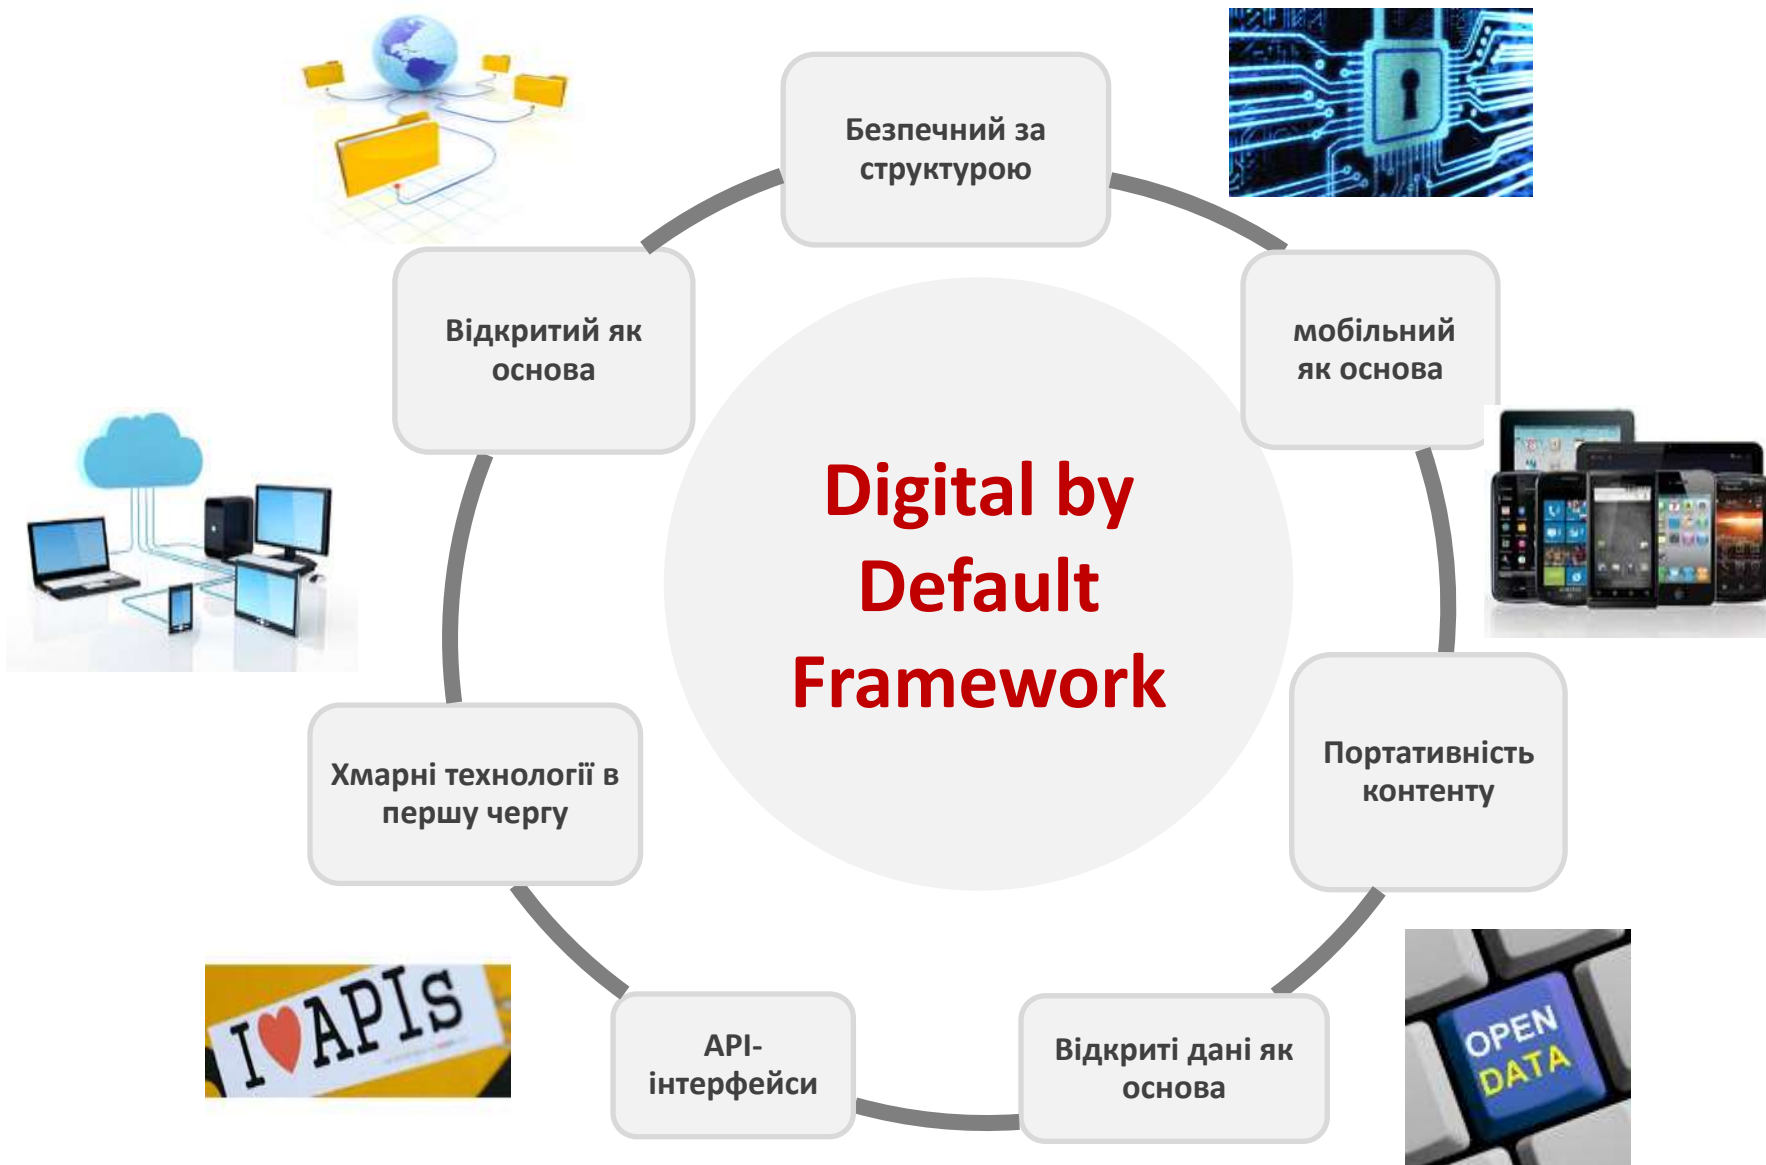 Безпечний за
структурою
мобільний
як основа
Портативність
контенту
Відкриті дані як
основа
API-
інтерфейси
Хмарні технології в
першу чергу
Відкритий як
основа
Digital by
Default
Framework
I♥APIs
OPEN
DATA